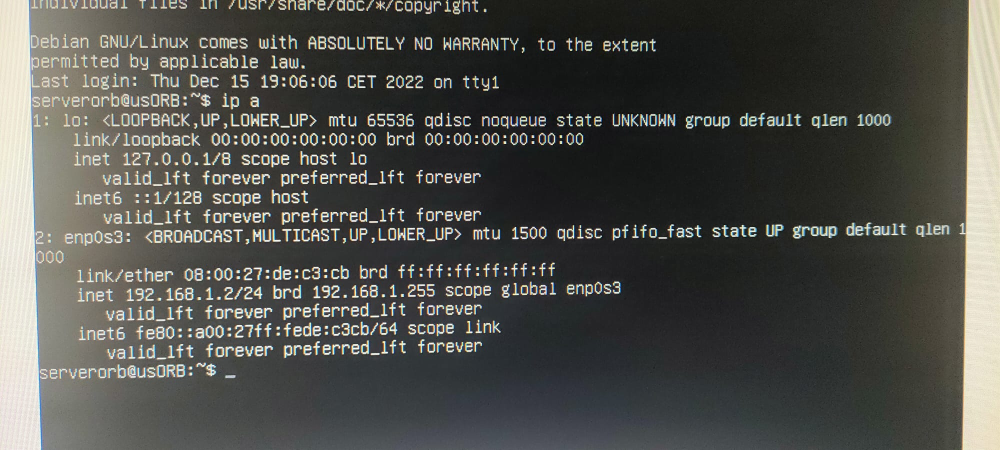 individual files in /usr/share/doc/*/copyright.
Debian GNU/Linux comes with ABSOLUTELY NO WARRANTY, to the extent
permitted by applicable law.
Last login: Thu Dec 15 19:06:06 CET 2022 on tty1
serverorb@usORB:~$ ip a
1: lo: <LOOPBACK,UP,LOWER_UP> mtu 65536 qdisc noqueue state UNKNOWN group default qlen 1000
link/loopback 00:00:00:00:00:00 brd 00:00:00:00:00:00
inet 127.0.0.1/8 scope host lo
valid_lft forever preferred_lft forever
inet6 ::1/128 scope host
valid_lft forever preferred_lft forever
2: enp0s3: <BROADCAST,MULTICAST,UP,LOWER_UP> mtu 1500 qdisc pfifo_fast state UP group default qlen 1
000
link/ether 08:00:27:de:c3:cb brd ff:ff:ff:ff:ff:ff
inet 192.168.1.2/24 brd 192.168.1.255 scope global enp0s3
valid_lft forever preferred_lft forever
inet6 fe80::a00:27ff:fede:c3cb/64 scope link
valid_lft forever preferred_lft forever
serverorb@usORB:~$ _